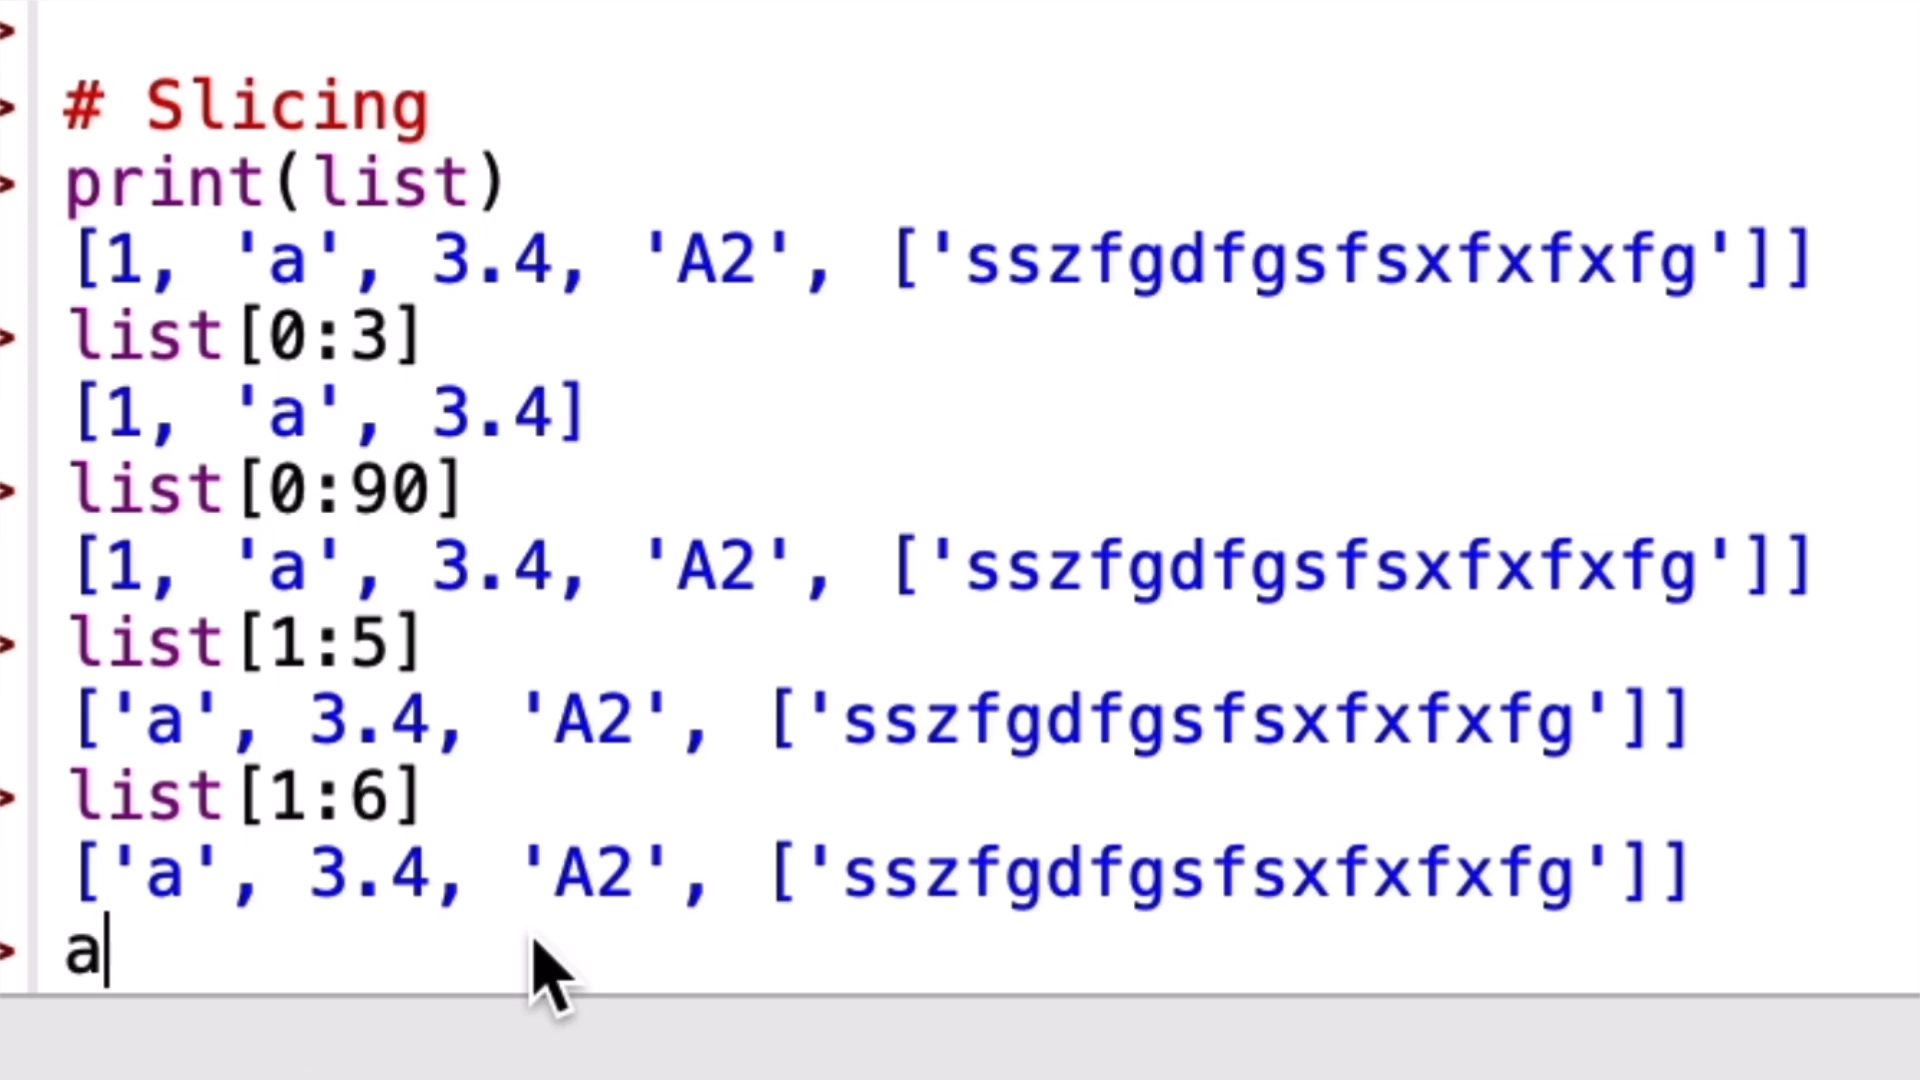 >
> # Slicing
> print(list)
[1, 'a', 3.4, 'A2', ['sszfgdfgsfsxfxfxfg']]
> list[0:3]
[1, 'a', 3.4]
> list[0:90]
[1, 'a', 3.4, 'A2', ['sszfgdfgsfsxfxfxfg']]
> list[1:5]
['a', 3.4, 'A2', ['sszfgdfgsfsxfxfxfg']]
> list[1:6]
['a', 3.4, 'A2', ['sszfgdfgsfsxfxfxfg']]
> a